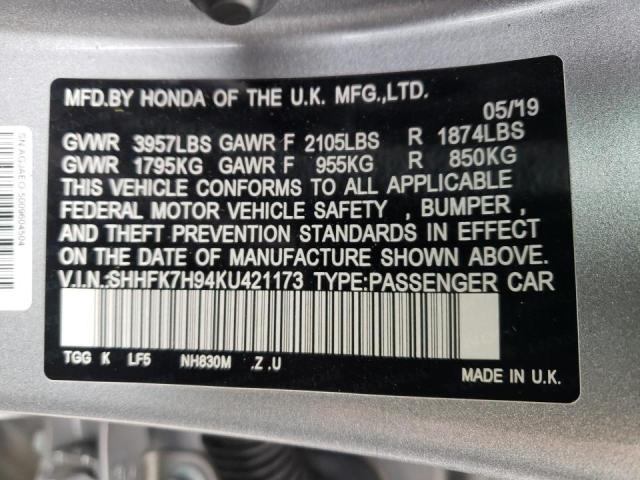 MFD.BY HONDA OF THE U.K. MFG.,LTD.
05/19
GVWR 3957LBS GAWR F 2105LBS R 1874LBS
GVWR 1795KG GAWR F 955KG R 850KG
THIS VEHICLE CONFORMS TO ALL APPLICABLE
FEDERAL MOTOR VEHICLE SAFETY , BUMPER ,
AND THEFT PREVENTION STANDARDS IN EFFECT
ON THE DATE OF MANUFACTURE SHOWN ABOVE.
V.I.N.:SHHFK7H94KU421173 TYPE:PASSENGER CAR
TGG K LF5 NH830M .Z .U
MADE IN U.K.
5009604504